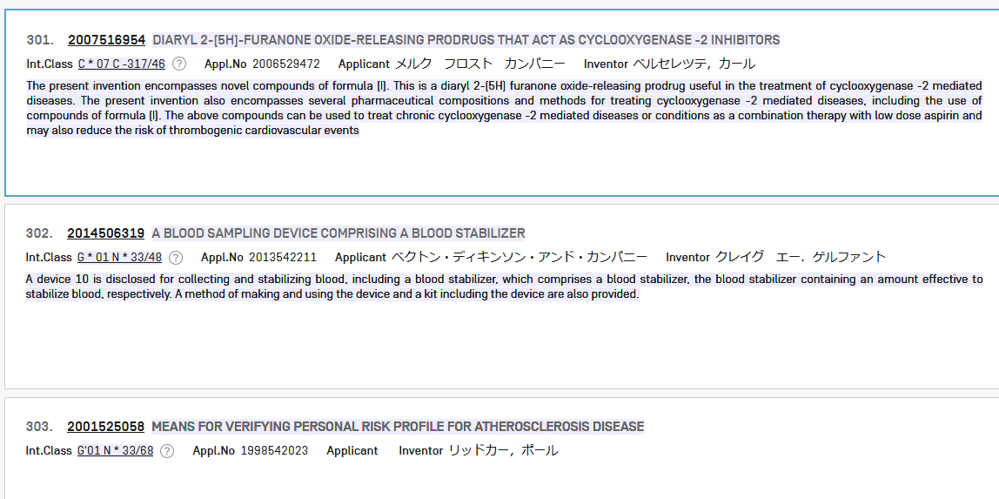 301. 2007516954 DIARYL 2-(5H)-FURANONE OXIDE-RELEASING PRODRUGS THAT ACT AS CYCLOOXYGENASE -2 INHIBITORS
Int.Class C * 07 C -317/46 ? Appl.No 2006529472 Applicant メルク フロスト カンパニー Inventor ベルセレツテ, カール
The present invention encompasses novel compounds of formula (I). This is a diaryl 2-(5H) furanone oxide-releasing prodrug useful in the treatment of cyclooxygenase -2 mediated
diseases. The present invention also encompasses several pharmaceutical compositions and methods for treating cyclooxygenase -2 mediated diseases, including the use of
compounds of formula (I). The above compounds can be used to treat chronic cyclooxygenase -2 mediated diseases or conditions as a combination therapy with low dose aspirin and
may also reduce the risk of thrombogenic cardiovascular events
302. 2014506319 A BLOOD SAMPLING DEVICE COMPRISING A BLOOD STABILIZER
Int.Class G * 01 N * 33/48 ? Appl.No 2013542211 Applicant ベクトン・ディキンソン・アンド・カンパニー Inventor クレイグ エー. ゲルファント
A device 10 is disclosed for collecting and stabilizing blood, including a blood stabilizer, which comprises a blood stabilizer, the blood stabilizer containing an amount effective to
stabilize blood, respectively. A method of making and using the device and a kit including the device are also provided.
303. 2001525058 MEANS FOR VERIFYING PERSONAL RISK PROFILE FOR ATHEROSCLEROSIS DISEASE
Int.Class G'01 N * 33/68 ? Appl.No 1998542023 Applicant Inventor リッドカー, ポール